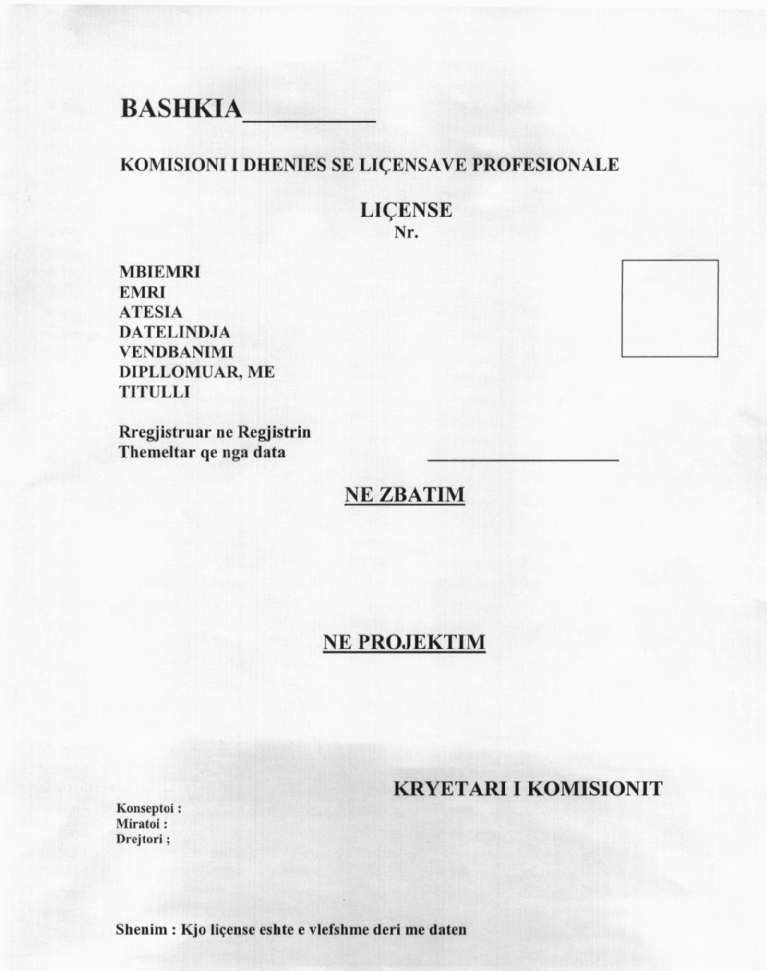 BASHKIA__________
KOMISIONI I DHENIES SE LIÇENSAVE PROFESIONALE
LIÇENSE
Nr.
MBIEMRI
EMRI
ATESIA
DATELINDJA
VENDBANIMI
DIPLLOMUAR, ME
TITULLI
Rregjistruar ne Regjistrin
Themeltar qe nga data
NE ZBATIM
NE PROJEKTIM
KRYETARI I KOMISIONIT
Konseptoi :
Miratoi :
Drejtori ;
Shenim : Kjo liçense eshte e vlefshme deri me daten